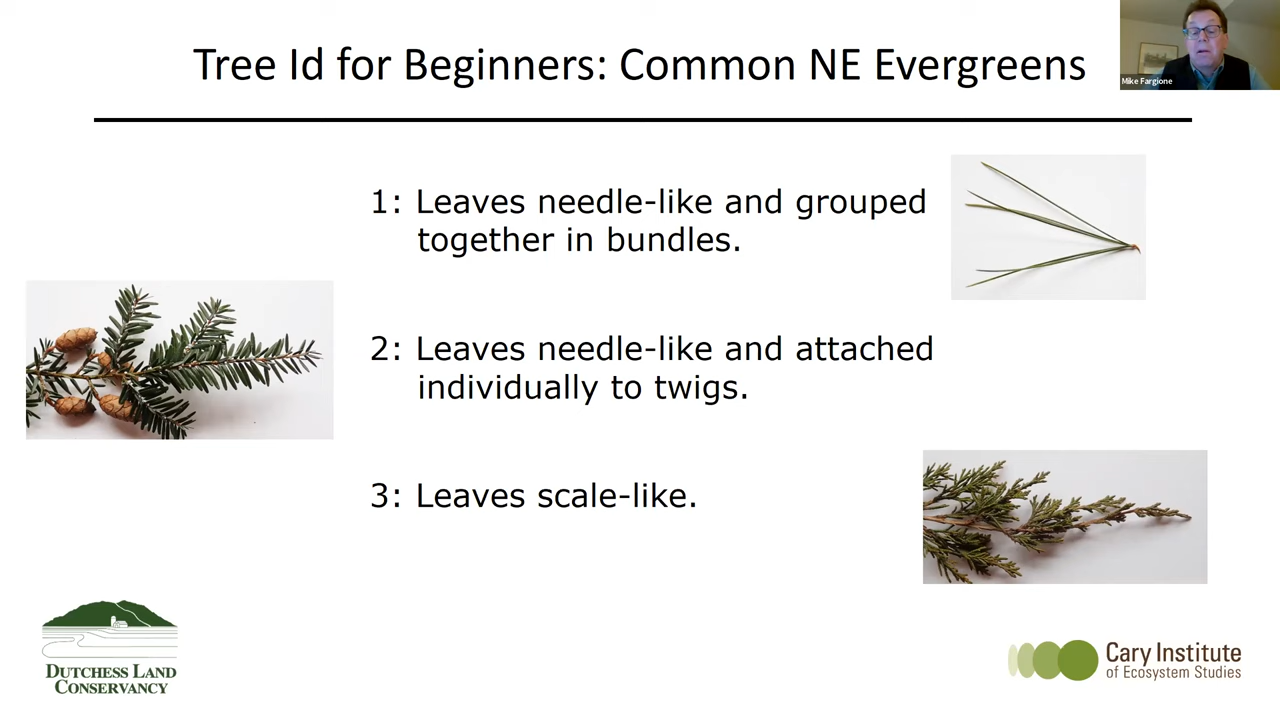 Tree Id for Beginners: Common NE Evergreens
Mike Fargione
1: Leaves needle-like and grouped
together in bundles.
2: Leaves needle-like and attached
individually to twigs.
3: Leaves scale-like.
DUTCHESS LAND
CONSERVANCY
Cary Institute
of Ecosystem Studies